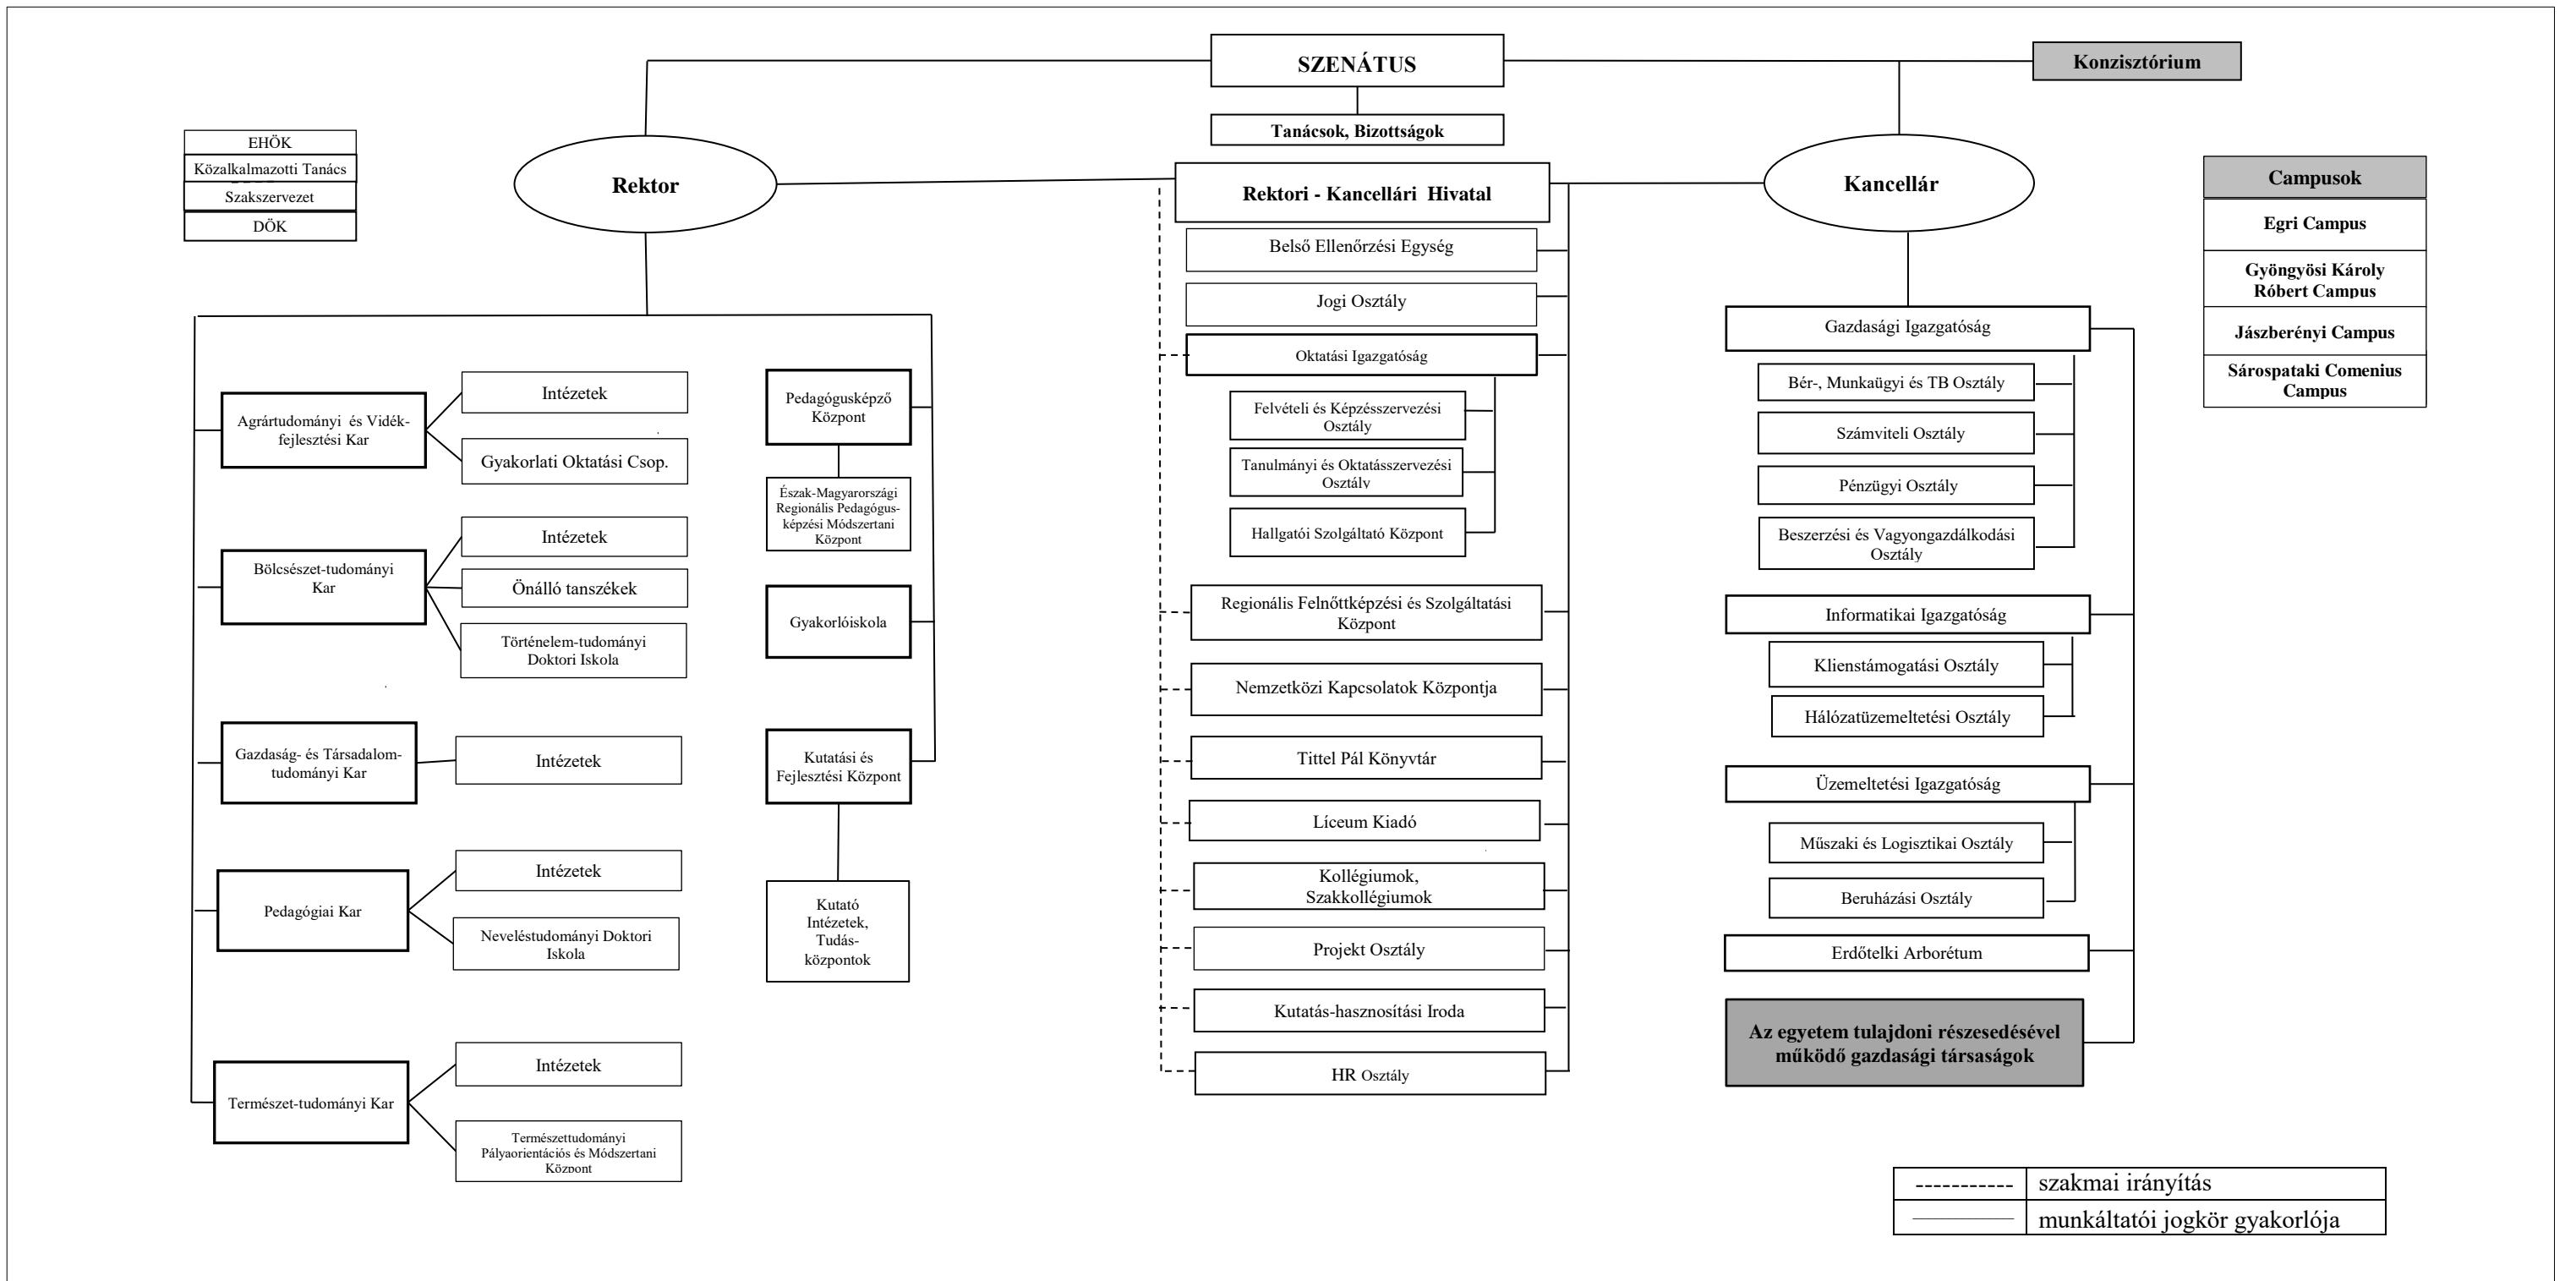 SZENÁTUS
Konzisztórium
Tanácsok, Bizottságok
EHÖK
Közalkalmazotti Tanács
Szakszervezet
DÖK
Rektor
Rektori - Kancellári Hivatal
Kancellár
Campusok
Egri Campus
Gyöngyösi Károly
Róbert Campus
Jászberényi Campus
Sárospataki Comenius
Campus
Agrártudományi és Vidék-
fejlesztési Kar
Intézetek
Gyakorlati Oktatási Csop.
Bölcsészet-tudományi
Kar
Intézetek
Önálló tanszékek
Történelem-tudományi
Doktori Iskola
Gazdaság- és Társadalom-
tudományi Kar
Intézetek
Pedagógiai Kar
Intézetek
Neveléstudományi Doktori
Iskola
Természet-tudományi Kar
Intézetek
Természettudományi
Pályaorientációs és Módszertani
Központ
Pedagógusképző
Központ
Észak-Magyarországi
Regionális Pedagógus-
képzési Módszertani
Központ
Gyakorlóiskola
Kutatási és
Fejlesztési Központ
Kutató
Intézetek,
Tudás-
központok
Belső Ellenőrzési Egység
Jogi Osztály
Oktatási Igazgatóság
Felvételi és Képzésszervezési
Osztály
Tanulmányi és Oktatásszervezési
Osztály
Hallgatói Szolgáltató Központ
Regionális Felnőttképzési és Szolgáltatási
Központ
Nemzetközi Kapcsolatok Központja
Tittel Pál Könyvtár
Líceum Kiadó
Kollégiumok,
Szakkollégiumok
Projekt Osztály
Kutatás-hasznosítási Iroda
HR Osztály
Gazdasági Igazgatóság
Bér-, Munkaügyi és TB Osztály
Számviteli Osztály
Pénzügyi Osztály
Beszerzési és Vagyongazdálkodási
Osztály
Informatikai Igazgatóság
Klienstámogatási Osztály
Hálózatüzemeltetési Osztály
Üzemeltetési Igazgatóság
Műszaki és Logisztikai Osztály
Beruházási Osztály
Erdőtelki Arborétum
Az egyetem tulajdoni részesedésével
működő gazdasági társaságok
szakmai irányítás
munkáltatói jogkör gyakorlója